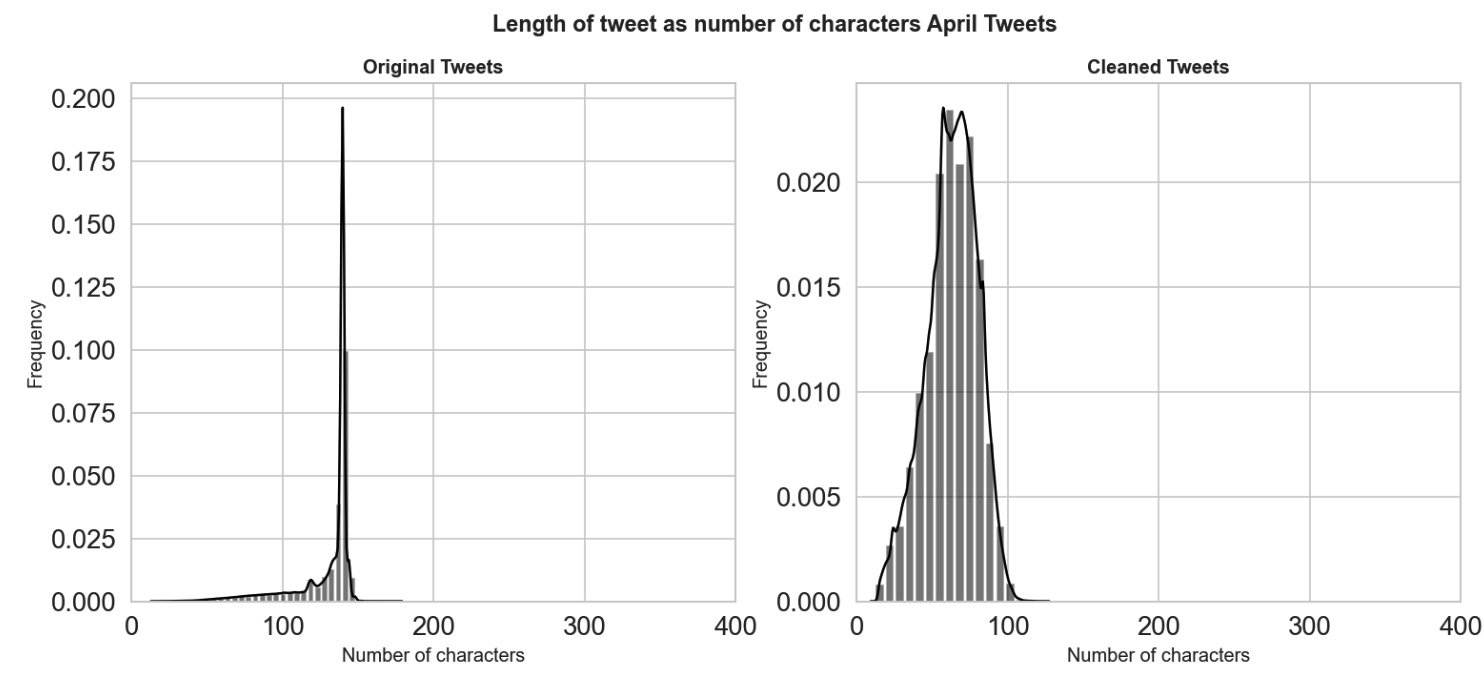 Length of tweet as number of characters April Tweets
Original Tweets
0.200
0.175
0.150
0.125
0.100
0.075
0.050
0.025
0.000
Frequency
0 100 200 300 400
Number of characters
Cleaned Tweets
0.020
0.015
0.010
0.005
0.000
Frequency
0 100 200 300 400
Number of characters